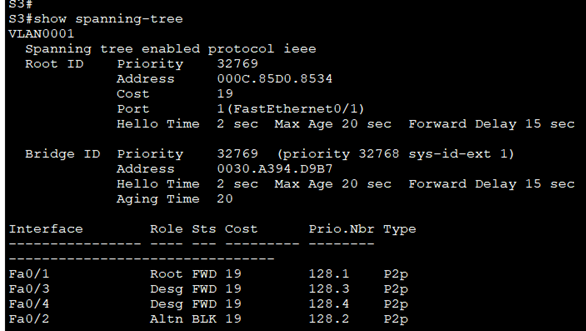 S3#
S3#show spanning-tree
VLAN0001
  Spanning tree enabled protocol ieee
  Root ID    Priority    32769
             Address     000C.85D0.8534
             Cost        19
             Port        1(FastEthernet0/1)
             Hello Time  2 sec  Max Age 20 sec  Forward Delay 15 sec

  Bridge ID  Priority    32769  (priority 32768 sys-id-ext 1)
             Address     0030.A394.D9B7
             Hello Time  2 sec  Max Age 20 sec  Forward Delay 15 sec
             Aging Time  20

Interface        Role Sts Cost      Prio.Nbr Type
---------------- ---- --- --------- --------
--------------------------------
Fa0/1            Root FWD 19        128.1    P2p
Fa0/3            Desg FWD 19        128.3    P2p
Fa0/4            Desg FWD 19        128.4    P2p
Fa0/2            Altn BLK 19        128.2    P2p